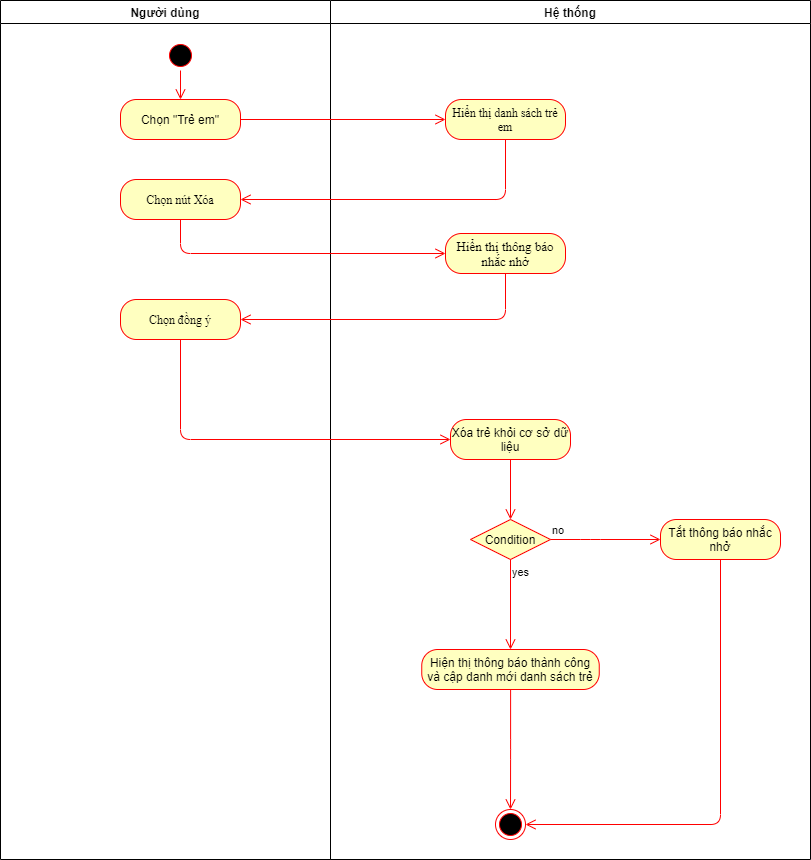 Người dùng
Hệ thống
Chọn "Trẻ em"
Hiển thị danh sách trẻ
em
Chọn nút Xóa
Hiển thị thông báo
nhắc nhở
Chọn đồng ý
Xóa trẻ khỏi cơ sở dữ
liệu
Condition
no
Tắt thông báo nhắc
nhở
yes
Hiện thị thông báo thành công
và cập danh mới danh sách trẻ